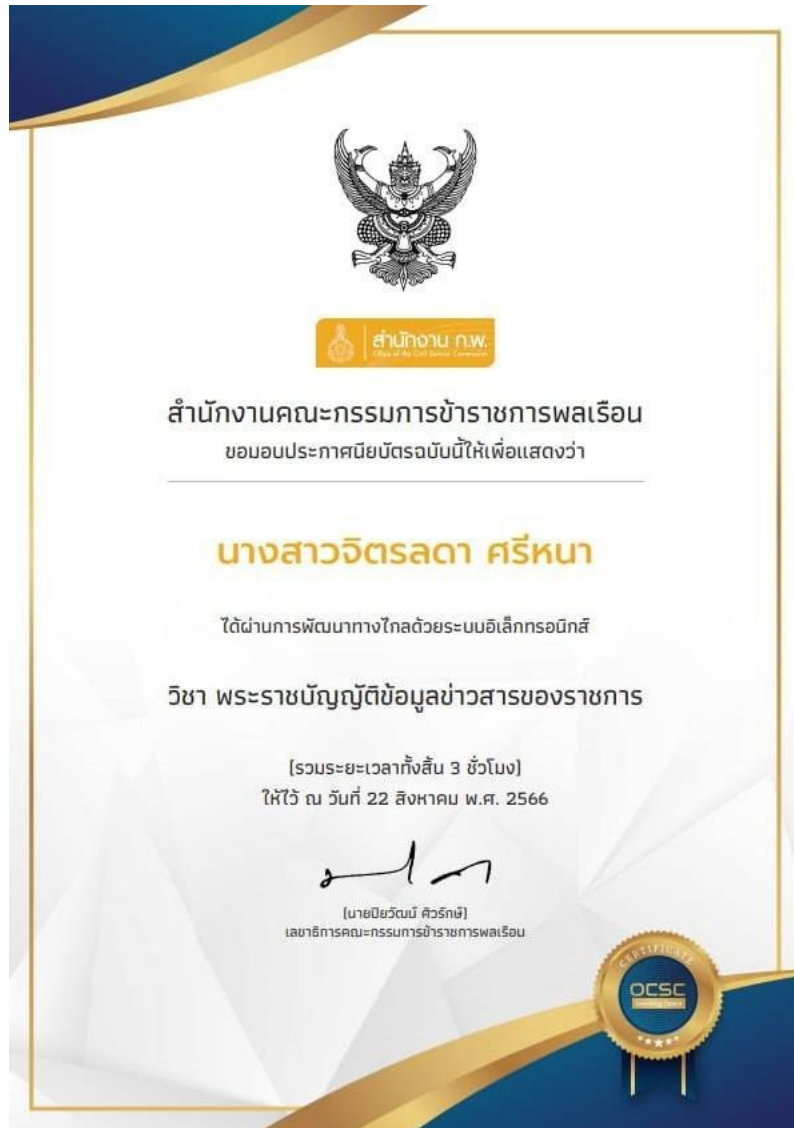 สำนักงาน ก.พ.
Office of the Civil Service Commission
สำนักงานคณะกรรมการข้าราชการพลเรือน
ขอมอบประกาศนียบัตรฉบับนี้ให้เพื่อแสดงว่า
นางสาวจิตรลดา ศรีหนา
ได้ผ่านการพัฒนาทางไกลด้วยระบบอิเล็กทรอนิกส์
วิชา พระราชบัญญัติข้อมูลข่าวสารของราชการ
(รวมระยะเวลาทั้งสิ้น 3 ชั่วโมง)
ให้ไว้ ณ วันที่ 22 สิงหาคม พ.ศ. 2566
(นายปิยวัฒน์ ศิวรักษ์)
เลขาธิการคณะกรรมการข้าราชการพลเรือน
CERTIFICATE
OCSC
Learning Space